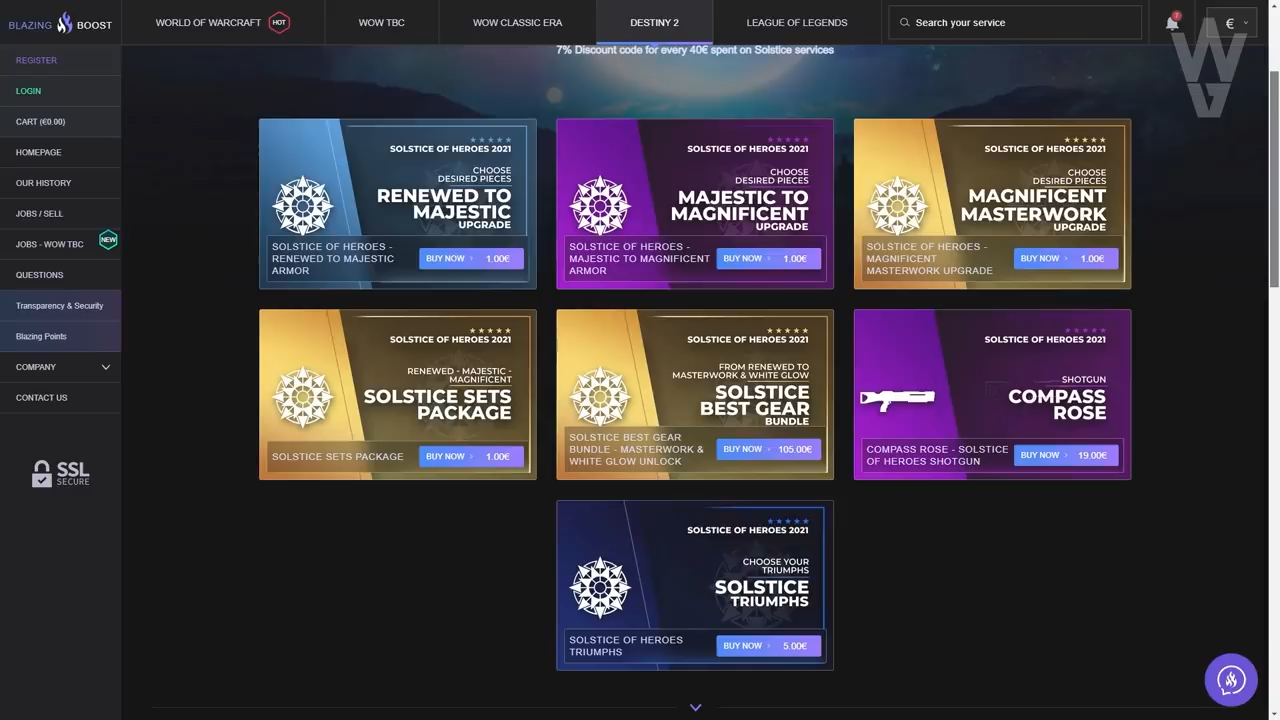 BLAZING BOOST
WORLD OF WARCRAFT HOT
WOW TBC
WOW CLASSIC ERA
DESTINY 2
LEAGUE OF LEGENDS
Search your service
7
€
WG
REGISTER
LOGIN
CART (€0.00)
HOMEPAGE
OUR HISTORY
JOBS / SELL
JOBS - WOW TBC NEW
QUESTIONS
Transparency & Security
Blazing Points
COMPANY
CONTACT US
SSL
SECURE
7% Discount code for every 40€ spent on Solstice services
SOLSTICE OF HEROES 2021
CHOOSE
DESIRED PIECES
RENEWED TO
MAJESTIC
UPGRADE
SOLSTICE OF HEROES -
RENEWED TO MAJESTIC
ARMOR
BUY NOW › 1.00€
SOLSTICE OF HEROES 2021
CHOOSE
DESIRED PIECES
MAJESTIC TO
MAGNIFICENT
UPGRADE
SOLSTICE OF HEROES -
MAJESTIC TO MAGNIFICENT
ARMOR
BUY NOW › 1.00€
SOLSTICE OF HEROES 2021
CHOOSE
DESIRED PIECES
MAGNIFICENT
MASTERWORK
UPGRADE
SOLSTICE OF HEROES -
MAGNIFICENT
MASTERWORK UPGRADE
BUY NOW › 1.00€
SOLSTICE OF HEROES 2021
RENEWED - MAJESTIC -
MAGNIFICENT
SOLSTICE SETS
PACKAGE
SOLSTICE SETS PACKAGE
BUY NOW › 1.00€
SOLSTICE OF HEROES 2021
FROM RENEWED TO
MASTERWORK & WHITE GLOW
SOLSTICE
BEST GEAR
BUNDLE
SOLSTICE BEST GEAR
BUNDLE - MASTERWORK &
WHITE GLOW UNLOCK
BUY NOW › 105.00€
SOLSTICE OF HEROES 2021
SHOTGUN
COMPASS
ROSE
COMPASS ROSE - SOLSTICE
OF HEROES SHOTGUN
BUY NOW › 19.00€
SOLSTICE OF HEROES 2021
CHOOSE YOUR
TRIUMPHS
SOLSTICE
TRIUMPHS
SOLSTICE OF HEROES
TRIUMPHS
BUY NOW › 5.00€